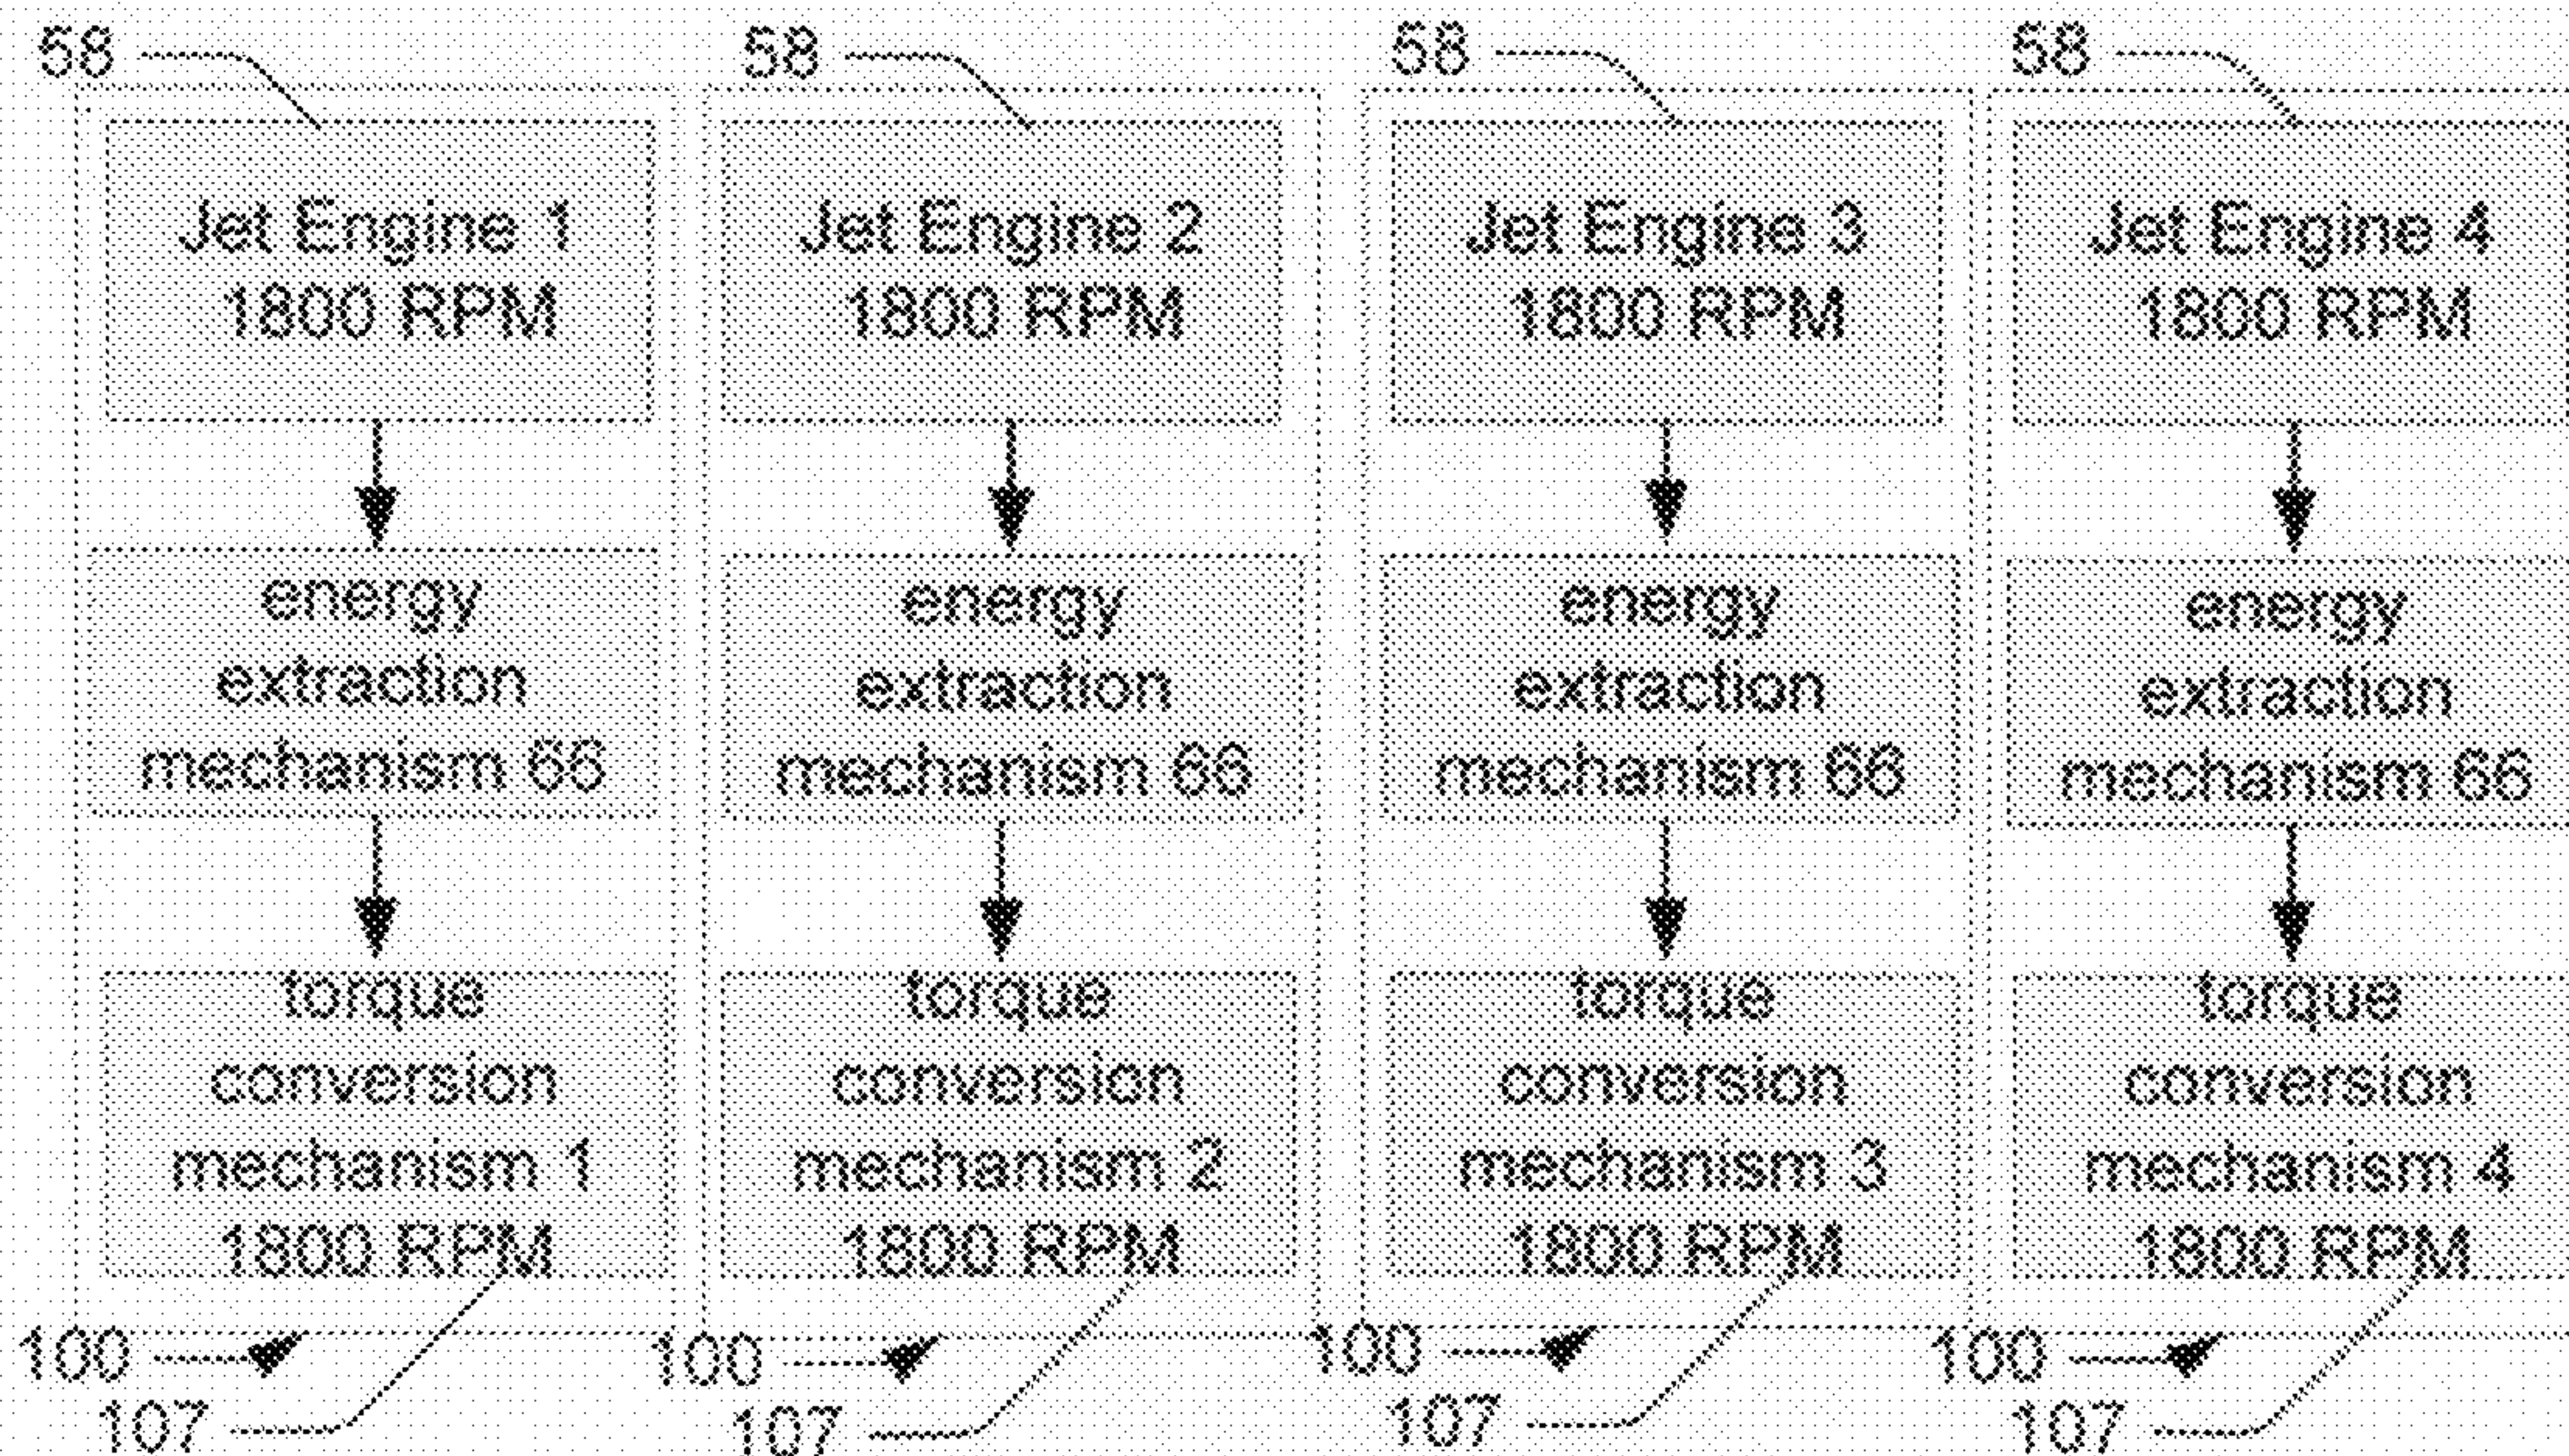 58
58
58
58
Jet Engine 1
1800 RPM
Jet Engine 2
1800 RPM
Jet Engine 3
1800 RPM
Jet Engine 4
1800 RPM
energy
extraction
mechanism 66
energy
extraction
mechanism 66
energy
extraction
mechanism 66
energy
extraction
mechanism 66
torque
conversion
mechanism 1
1800 RPM
torque
conversion
mechanism 2
1800 RPM
torque
conversion
mechanism 3
1800 RPM
torque
conversion
mechanism 4
1800 RPM
100
100
100
100
107
107
107
107